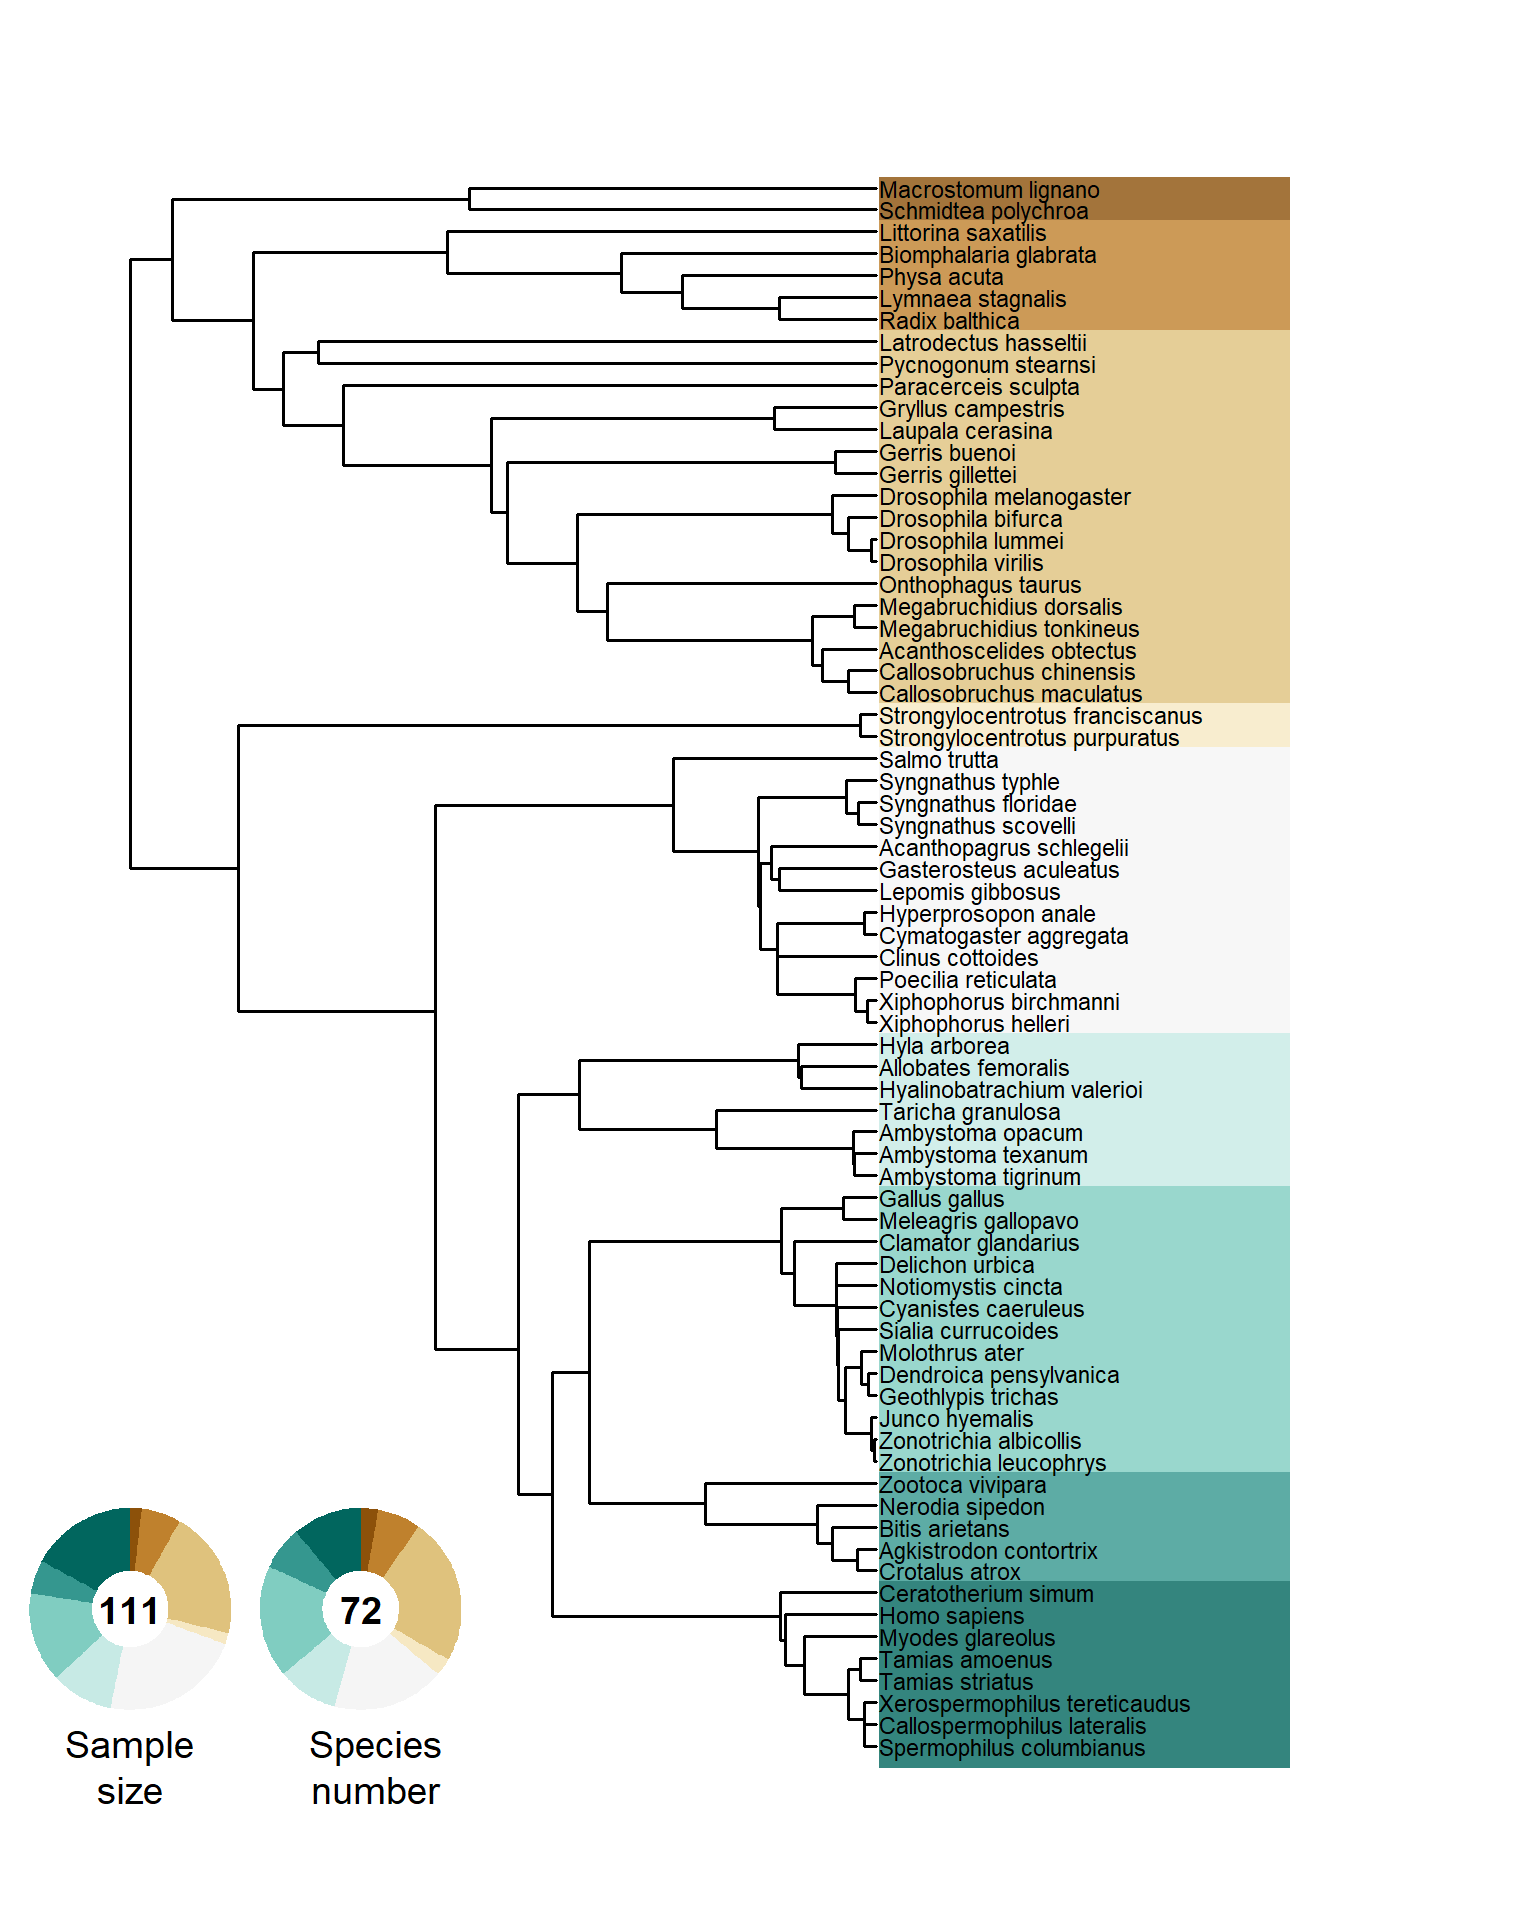 Macrostomum lignano
Schmidtea polychroa
Littorina saxatilis
Biomphalaria glabrata
Physa acuta
Lymnaea stagnalis
Radix balthica
Latrodectus hasseltii
Pycnogonum stearnsi
Paracerceis sculpta
Gryllus campestris
Laupala cerasina
Gerris buenoi
Gerris gillettei
Drosophila melanogaster
Drosophila bifurca
Drosophila lummei
Drosophila virilis
Onthophagus taurus
Megabruchidius dorsalis
Megabruchidius tonkineus
Acanthoscelides obtectus
Callosobruchus chinensis
Callosobruchus maculatus
Strongylocentrotus franciscanus
Strongylocentrotus purpuratus
Salmo trutta
Syngnathus typhle
Syngnathus floridae
Syngnathus scovelli
Acanthopagrus schlegelii
Gasterosteus aculeatus
Lepomis gibbosus
Hyperprosopon anale
Cymatogaster aggregata
Clinus cottoides
Poecilia reticulata
Xiphophorus birchmanni
Xiphophorus helleri
Hyla arborea
Allobates femoralis
Hyalinobatrachium valerioi
Taricha granulosa
Ambystoma opacum
Ambystoma texanum
Ambystoma tigrinum
Gallus gallus
Meleagris gallopavo
Clamator glandarius
Delichon urbica
Notiomystis cincta
Cyanistes caeruleus
Sialia currucoides
Molothrus ater
Dendroica pensylvanica
Geothlypis trichas
Junco hyemalis
Zonotrichia albicollis
Zonotrichia leucophrys
Zootoca vivipara
Nerodia sipedon
Bitis arietans
Agkistrodon contortrix
Crotalus atrox
Ceratotherium simum
Homo sapiens
Myodes glareolus
Tamias amoenus
Tamias striatus
Xerospermophilus tereticaudus
Callospermophilus lateralis
Spermophilus columbianus
111
72
Sample
size
Species
number